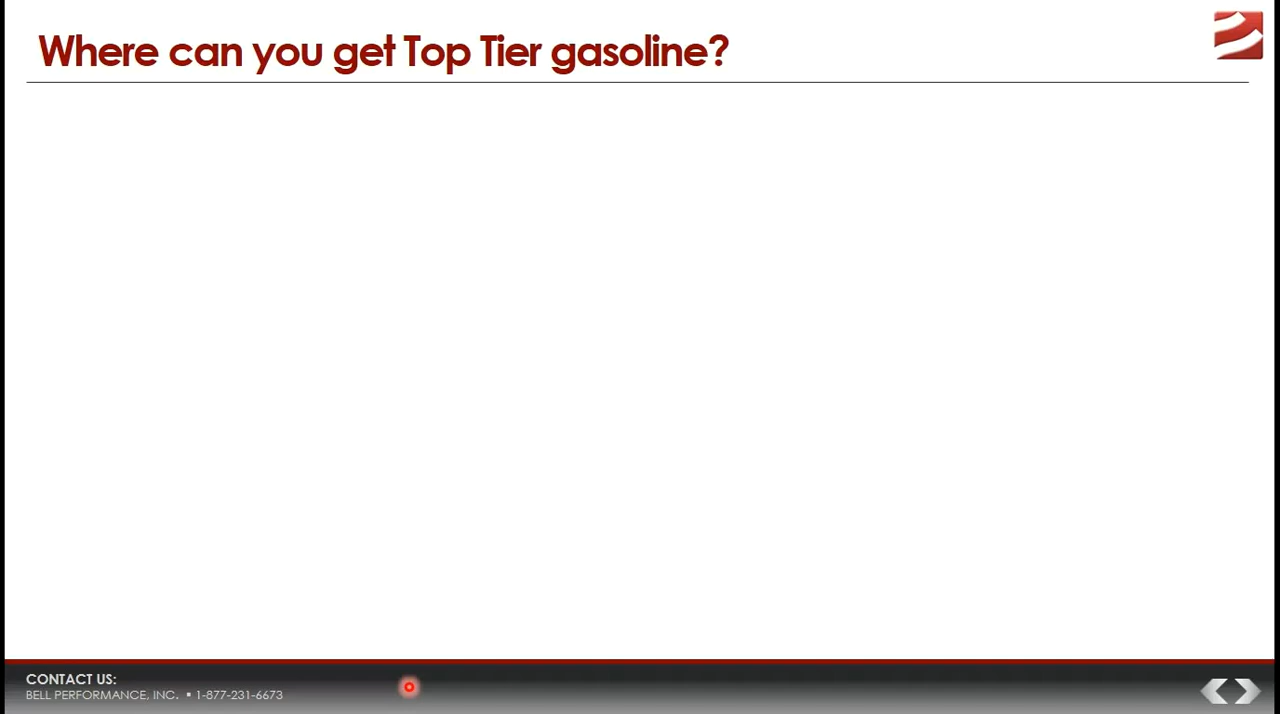 Where can you get Top Tier gasoline?
CONTACT US:
BELL PERFORMANCE, INC. ▪ 1-877-231-6673